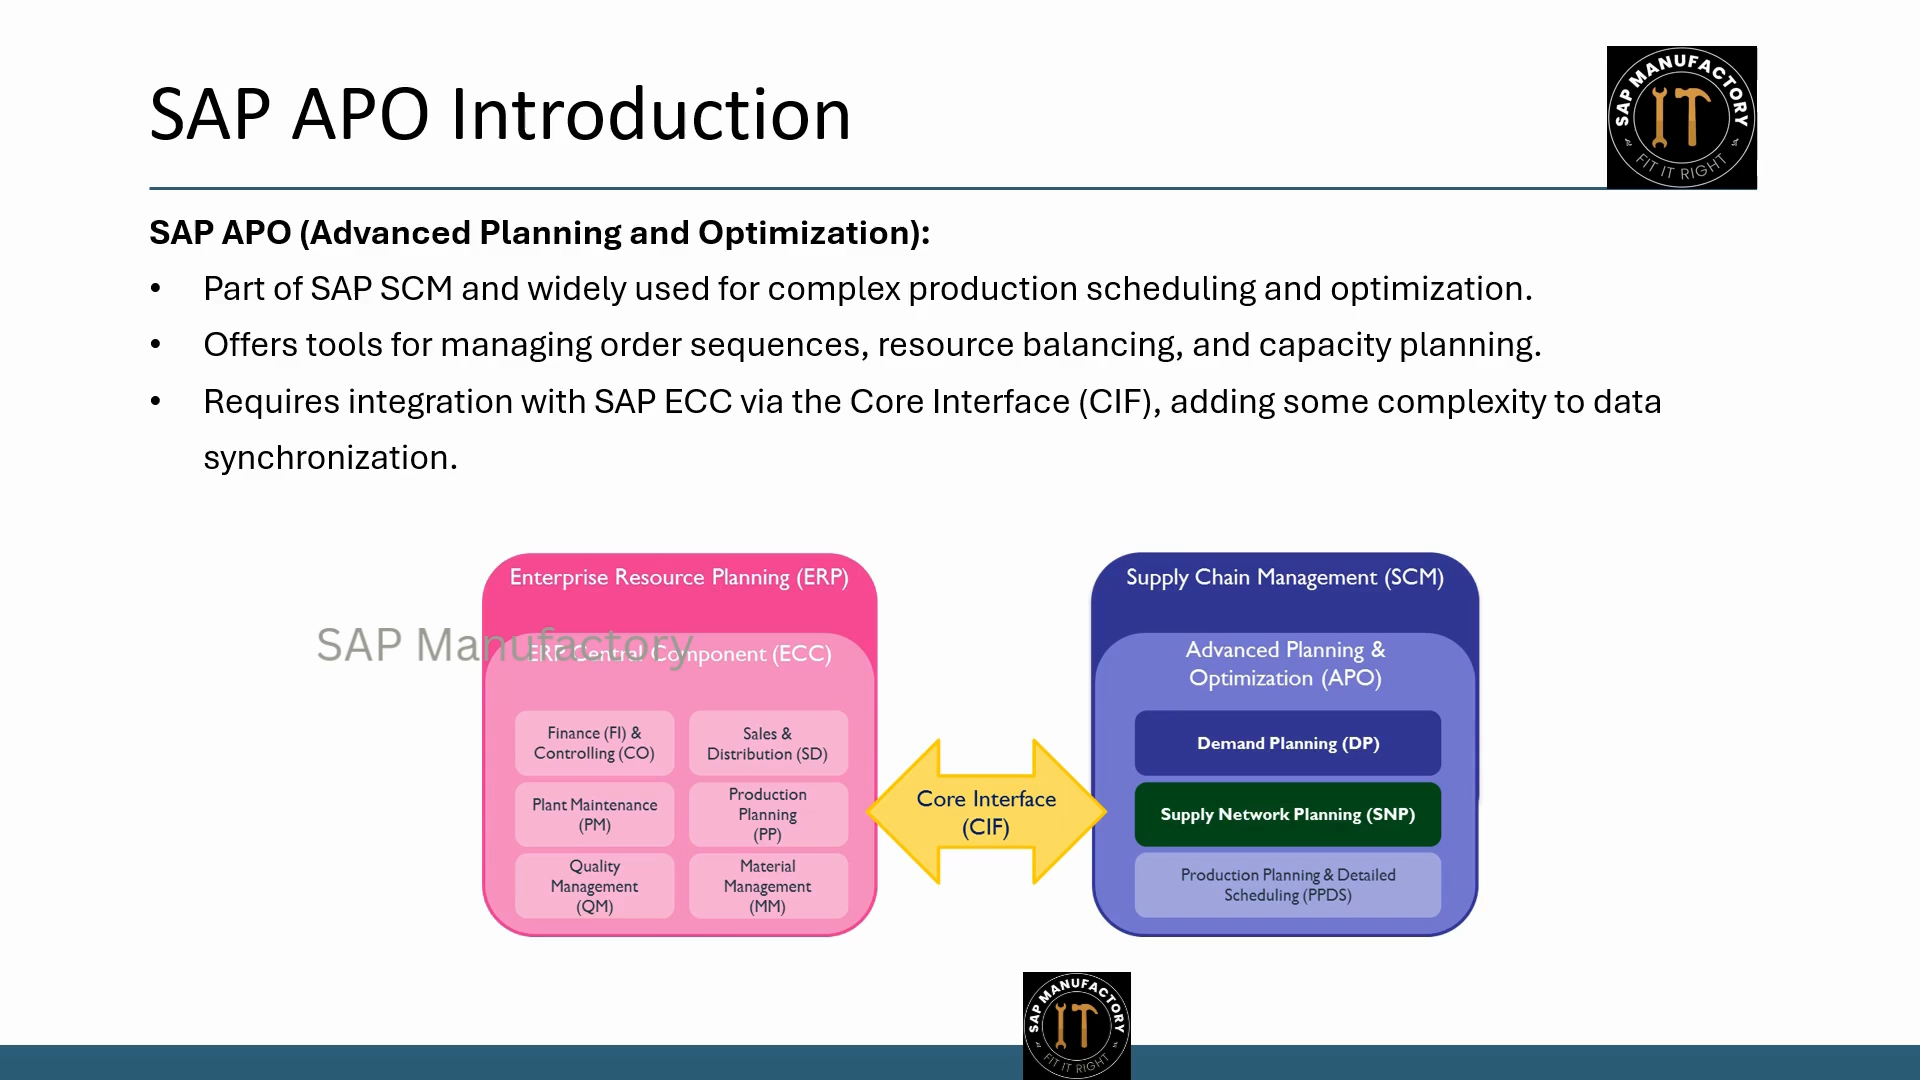 SAP APO Introduction
SAP MANUFACTORY
IT
FIT IT RIGHT
SAP APO (Advanced Planning and Optimization):
• Part of SAP SCM and widely used for complex production scheduling and optimization.
• Offers tools for managing order sequences, resource balancing, and capacity planning.
• Requires integration with SAP ECC via the Core Interface (CIF), adding some complexity to data
synchronization.
Enterprise Resource Planning (ERP)
SAP Manufactory
ERP Central Component (ECC)
Finance (FI) &
Controlling (CO)
Sales &
Distribution (SD)
Plant Maintenance
(PM)
Production
Planning
(PP)
Quality
Management
(QM)
Material
Management
(MM)
Core Interface
(CIF)
Supply Chain Management (SCM)
Advanced Planning &
Optimization (APO)
Demand Planning (DP)
Supply Network Planning (SNP)
Production Planning & Detailed
Scheduling (PPDS)
SAP MANUFACTORY
IT
FIT IT RIGHT